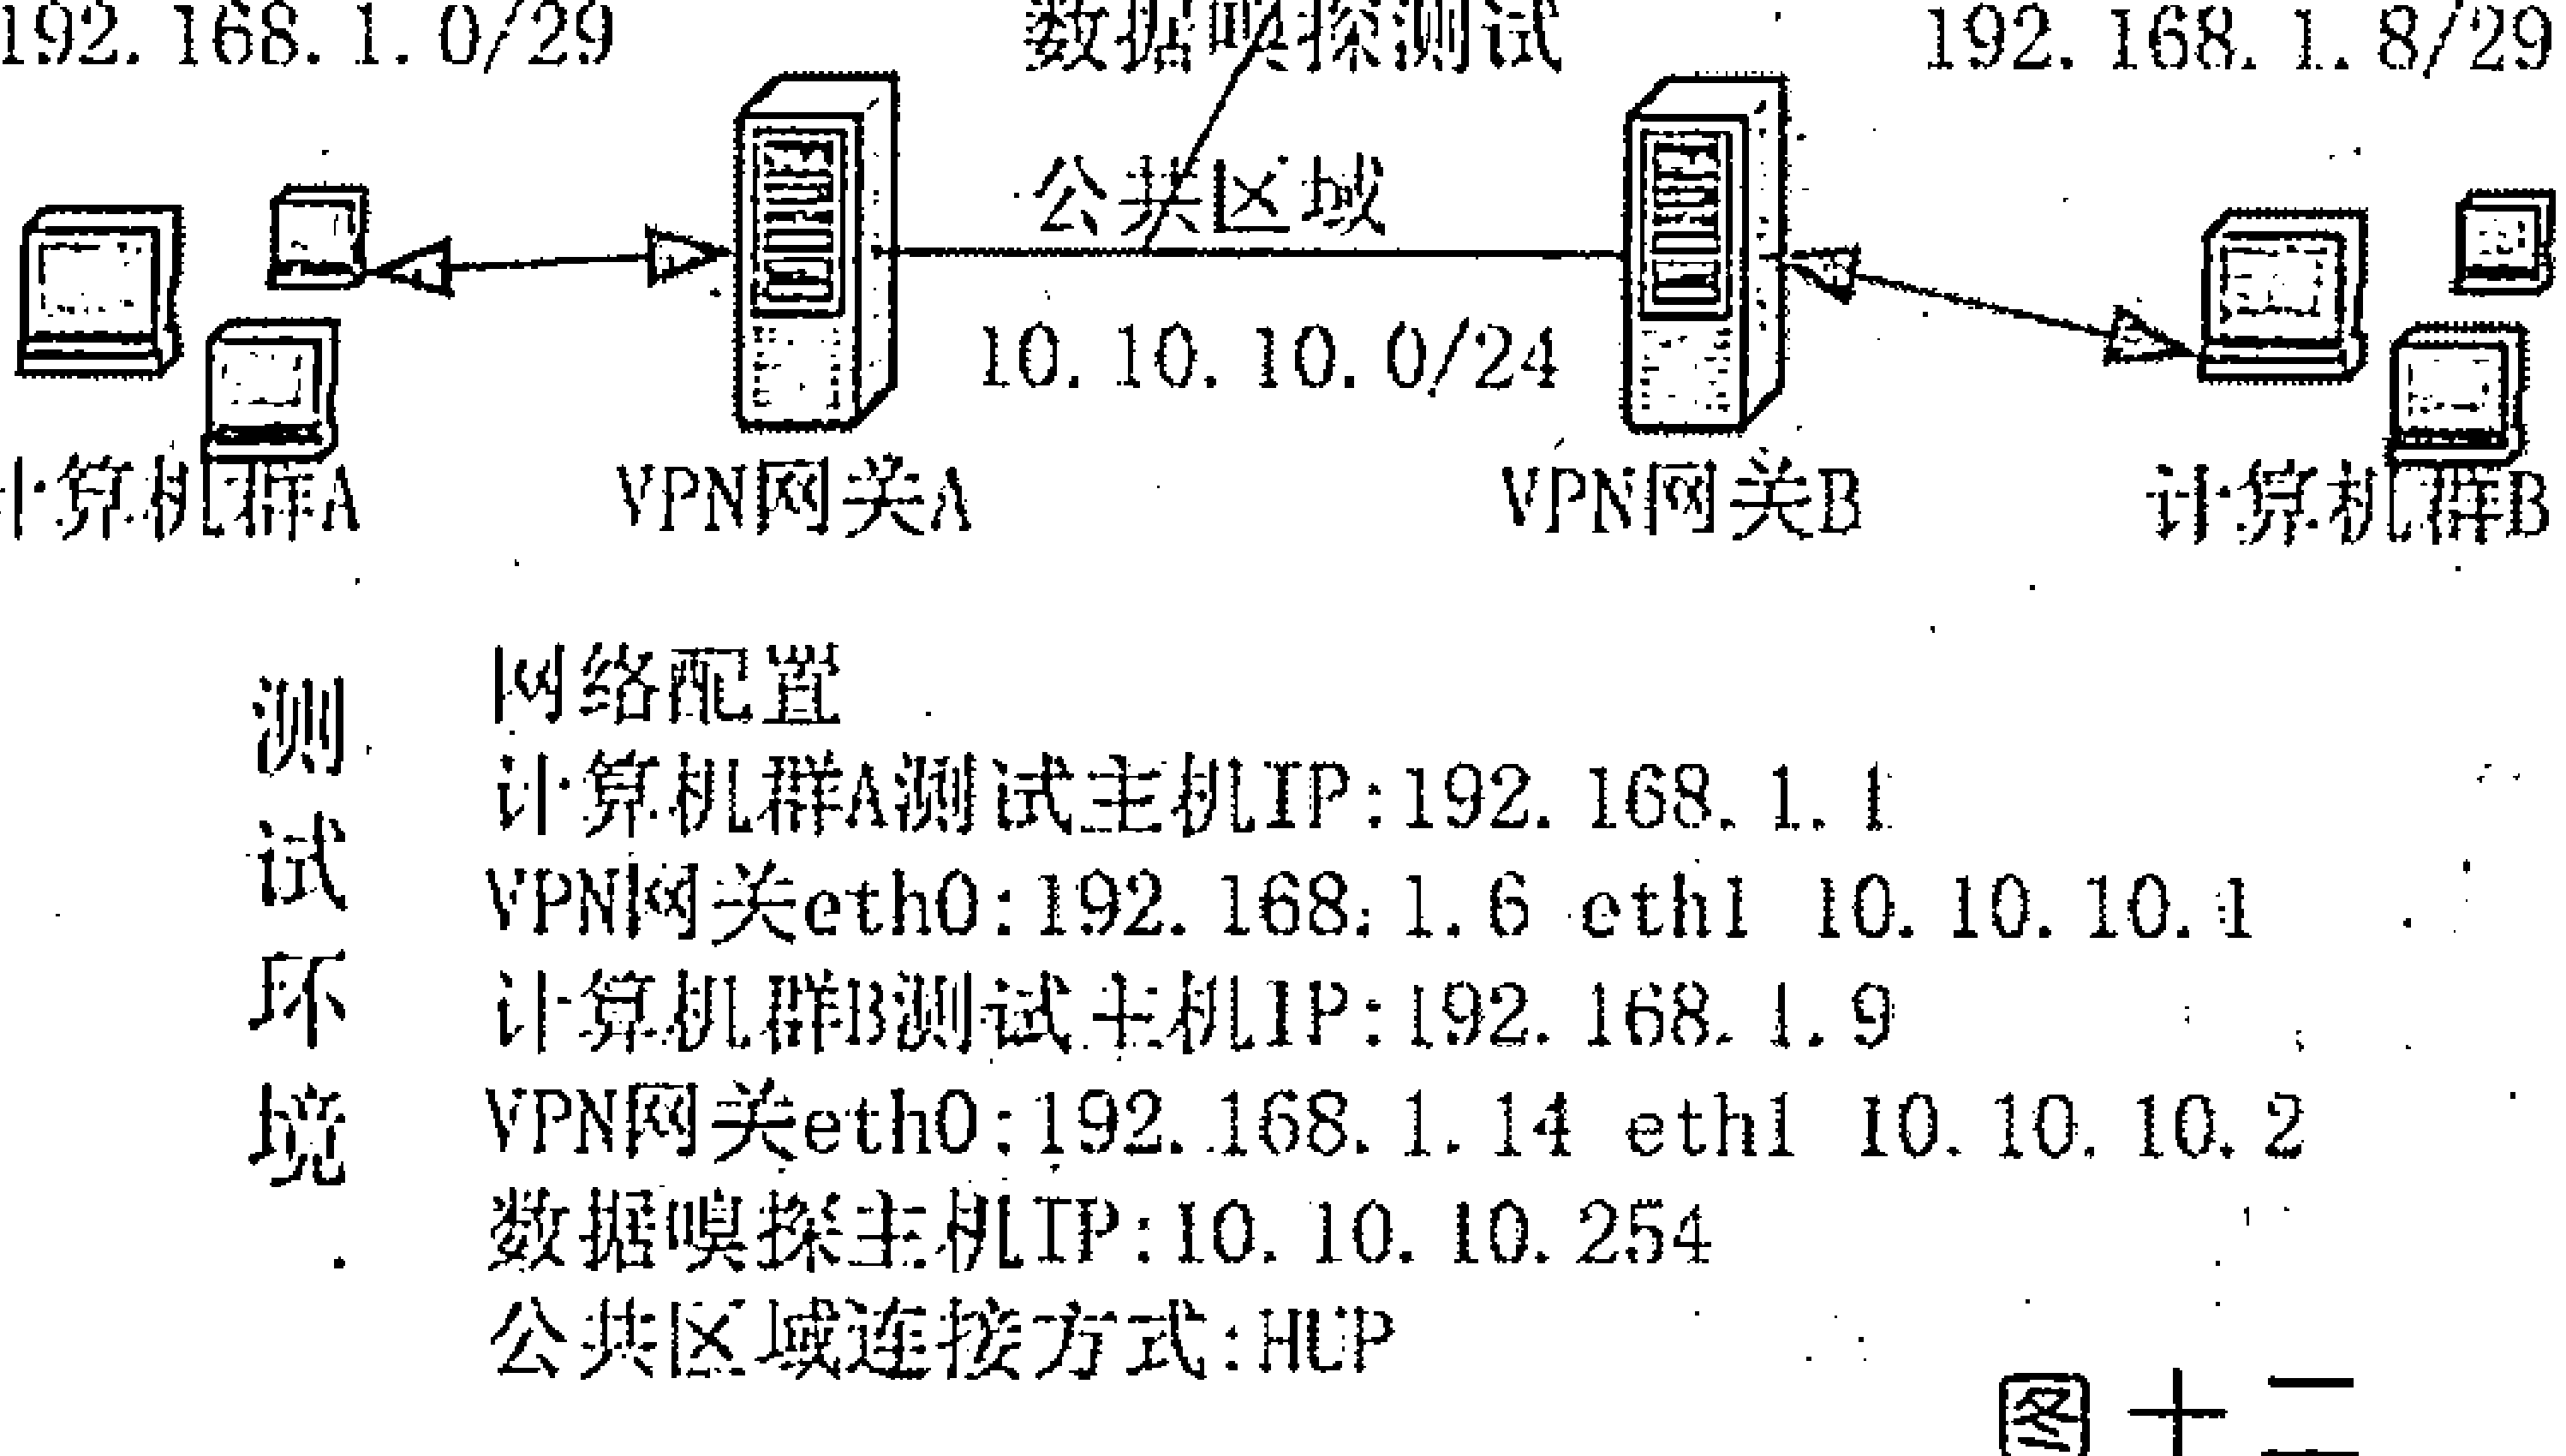 192.168.1.0/29 数据嗅探测试 192.168.1.8/29
公共区域
10.10.10.0/24
计算机群A VPN网关A VPN网关B 计算机群B
测试环境
网络配置
计算机群A测试主机IP:192.168.1.1
VPN网关eth0:192.168.1.6 eth1 10.10.10.1
计算机群B测试主机IP:192.168.1.9
VPN网关eth0:192.168.1.14 eth1 10.10.10.2
数据嗅探主机IP:10.10.10.254
公共区域连接方式:HUP
图十二